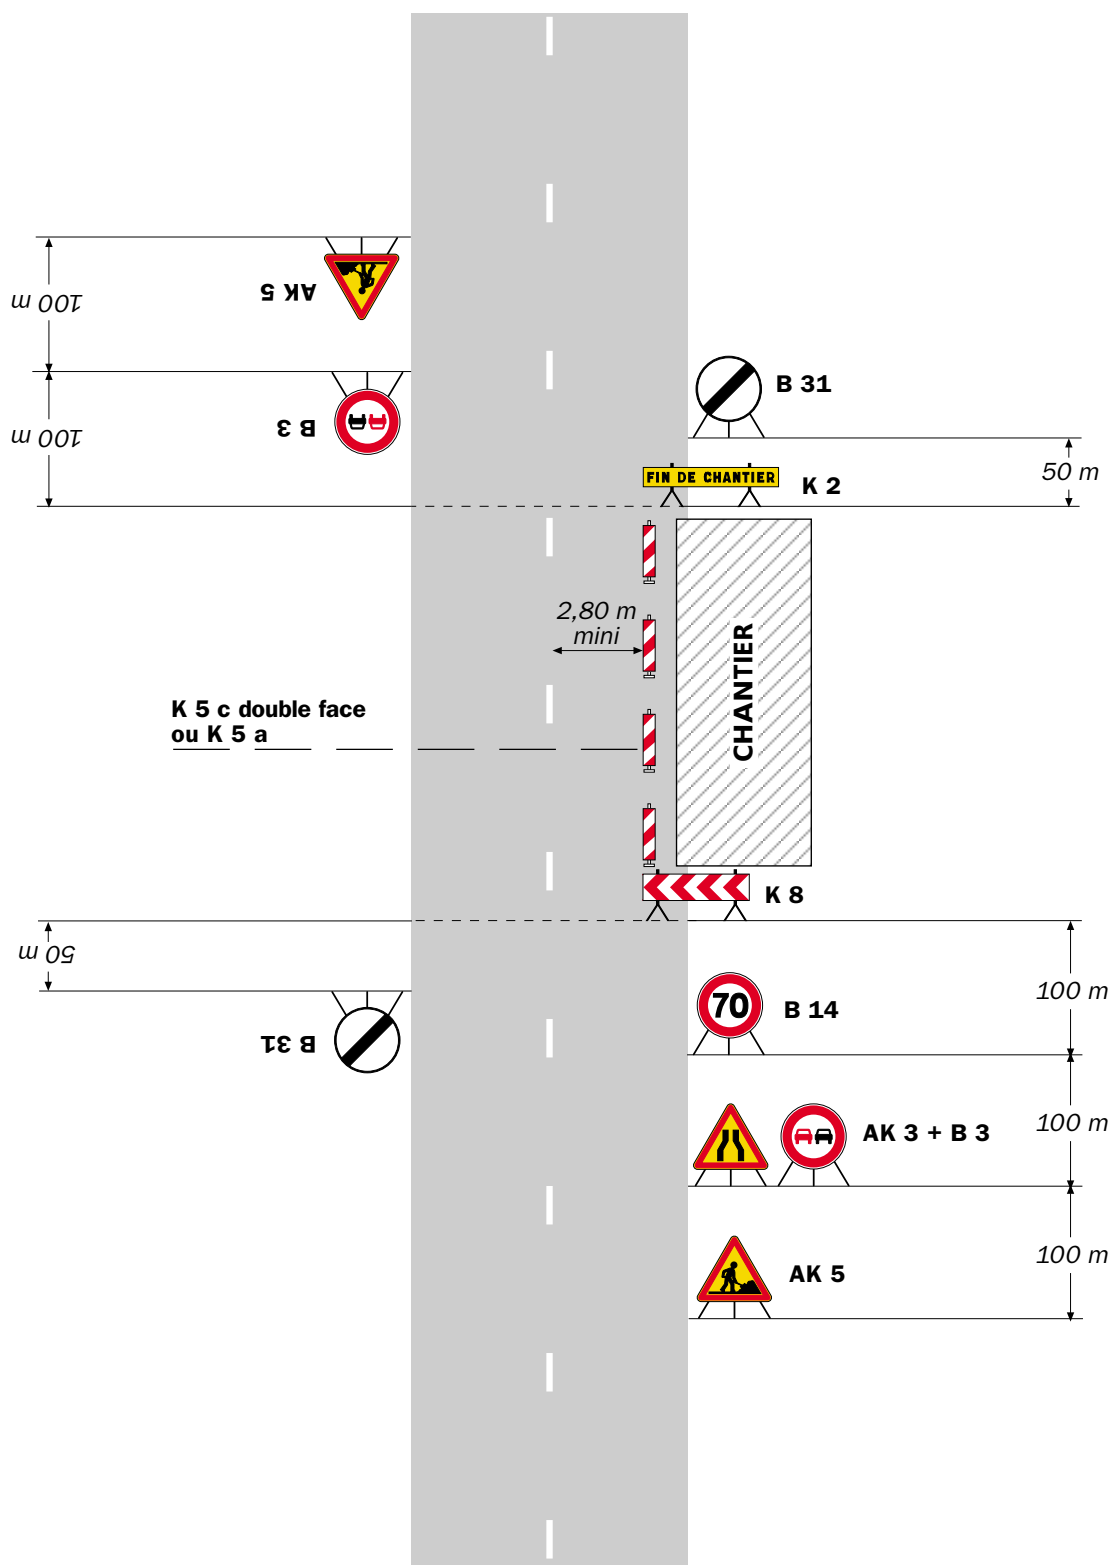 AK 5
100 m
B 3
100 m
B 31
FIN DE CHANTIER
K 2
50 m
2,80 m
mini
CHANTIER
K 5 c double face
ou K 5 a
K 8
50 m
B 31
70
B 14
100 m
AK 3 + B 3
100 m
AK 5
100 m